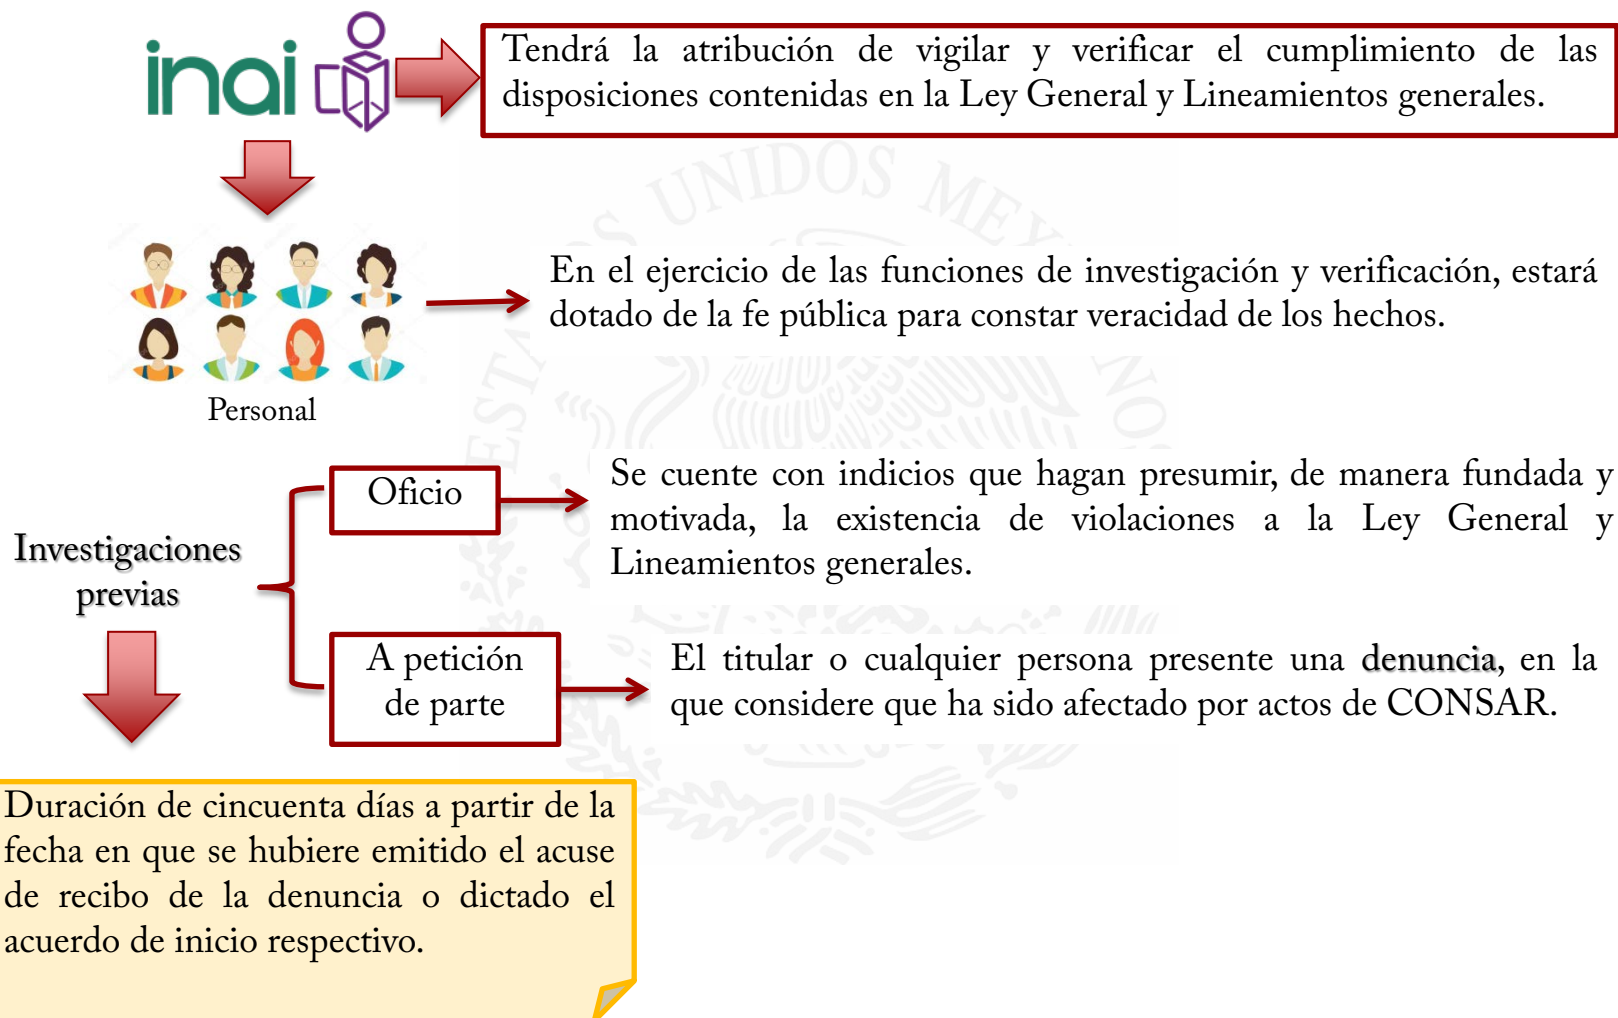 inai
Tendrá la atribución de vigilar y verificar el cumplimiento de las
disposiciones contenidas en la Ley General y Lineamientos generales.
En el ejercicio de las funciones de investigación y verificación, estará
dotado de la fe pública para constar veracidad de los hechos.
Personal
Oficio
Se cuente con indicios que hagan presumir, de manera fundada y
motivada, la existencia de violaciones a la Ley General y
Lineamientos generales.
Investigaciones
previas
A petición
de parte
El titular o cualquier persona presente una denuncia, en la
que considere que ha sido afectado por actos de CONSAR.
Duración de cincuenta días a partir de la
fecha en que se hubiere emitido el acuse
de recibo de la denuncia o dictado el
acuerdo de inicio respectivo.